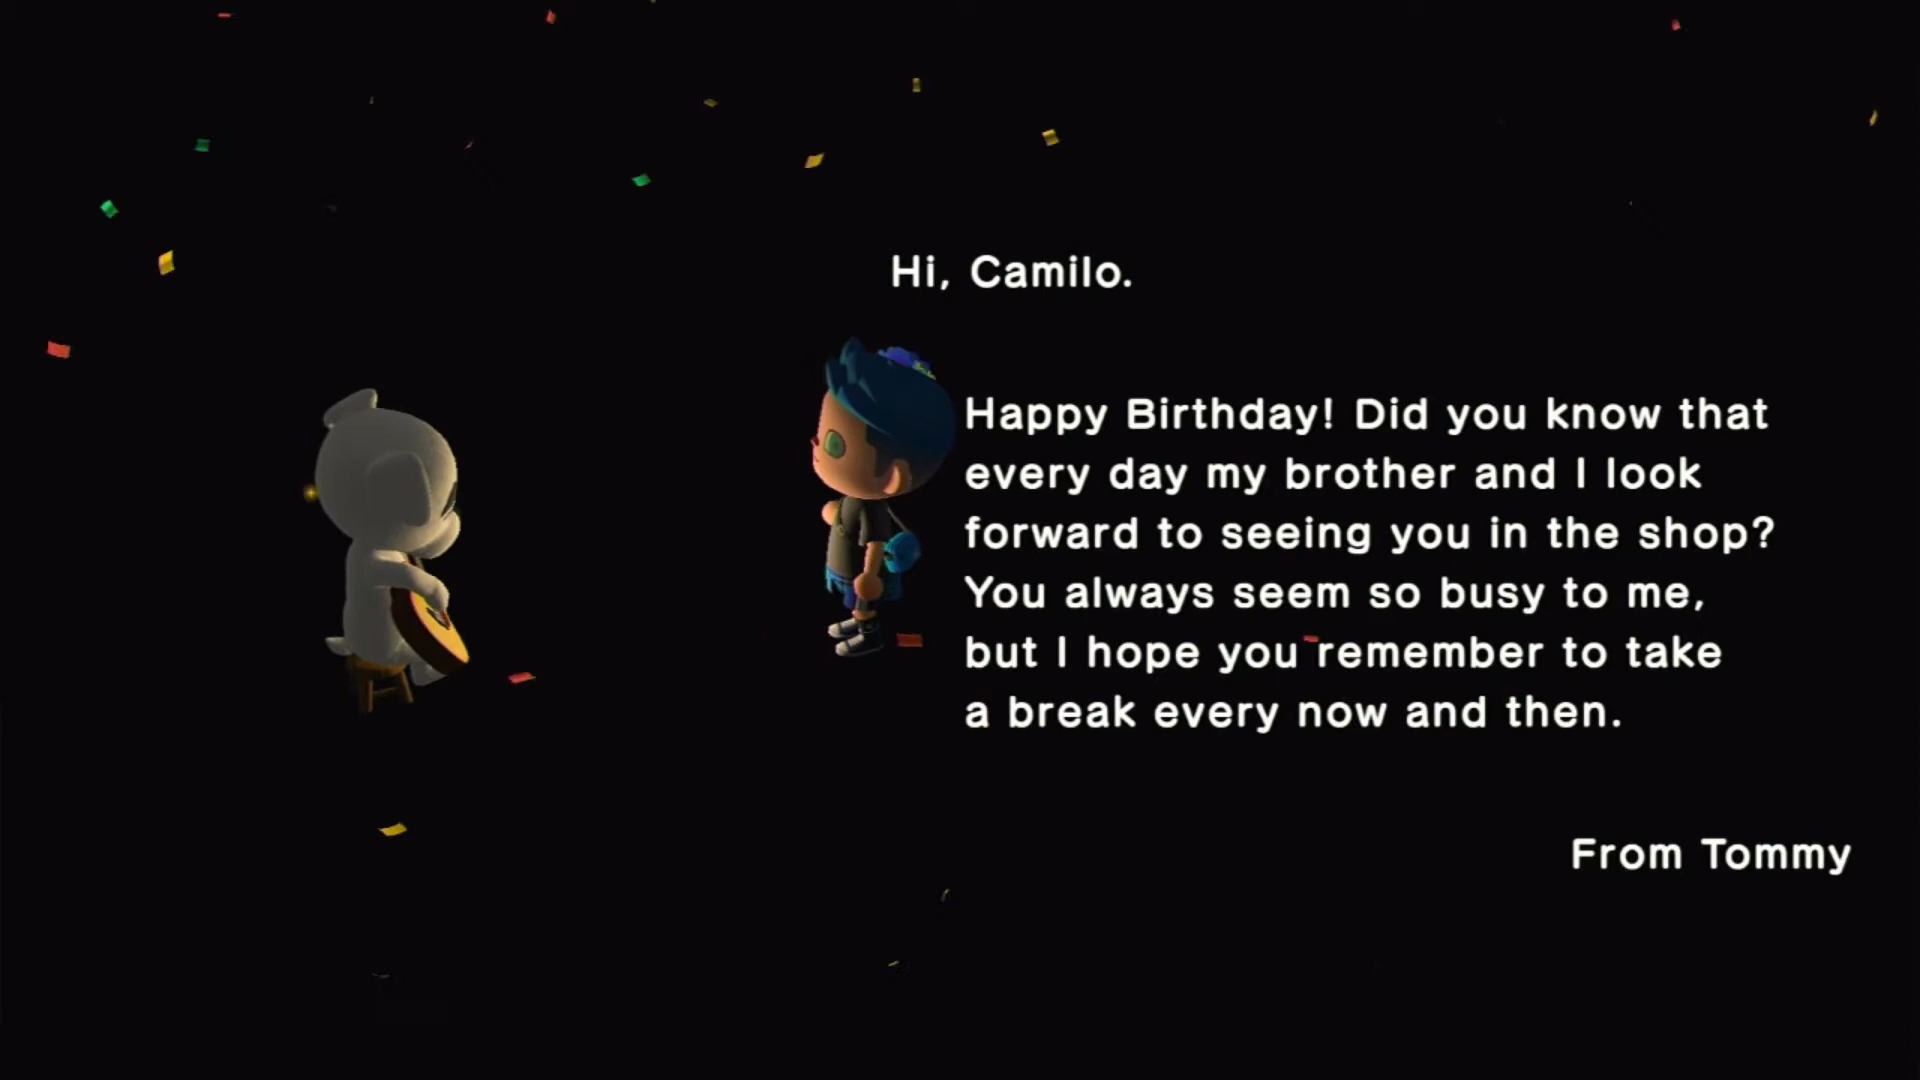 Hi, Camilo.
Happy Birthday! Did you know that
every day my brother and I look
forward to seeing you in the shop?
You always seem so busy to me,
but I hope you remember to take
a break every now and then.
From Tommy